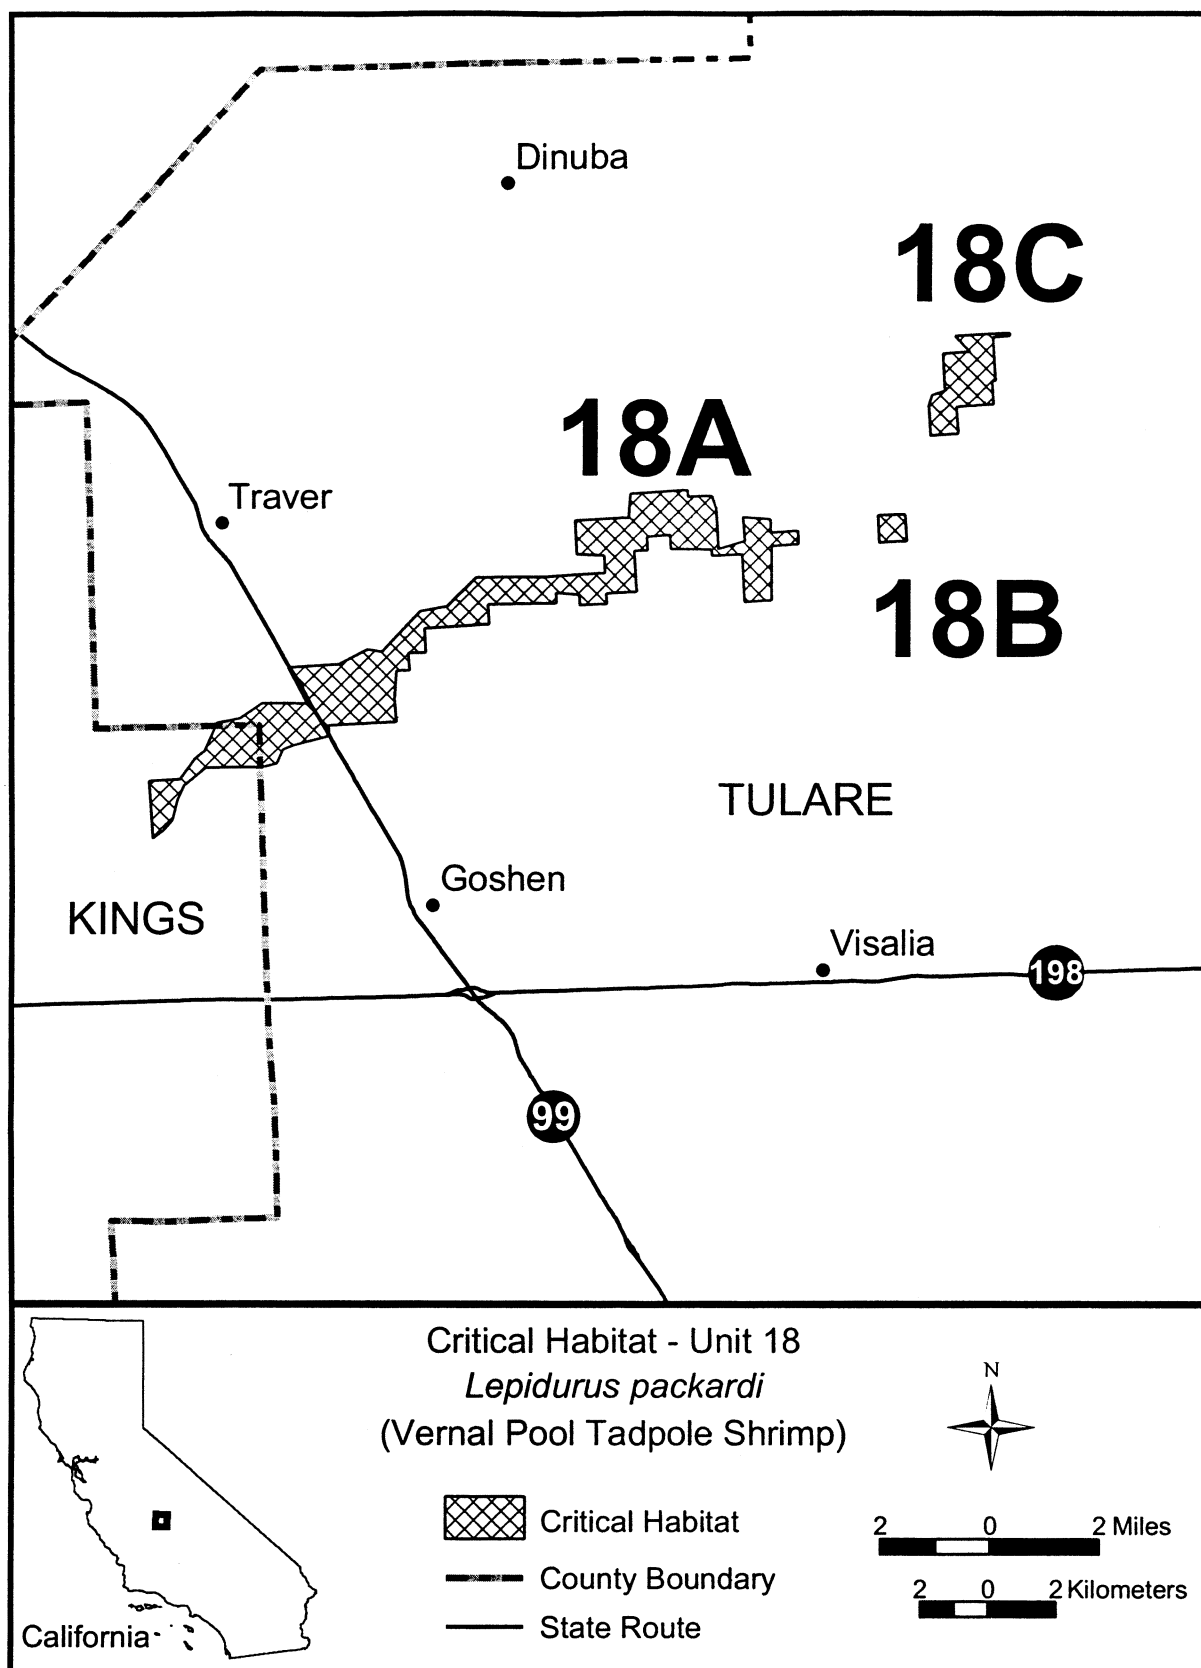 Dinuba
18C
18A
Traver
18B
TULARE
Goshen
KINGS
Visalia
198
99
Critical Habitat - Unit 18
Lepidurus packardi
(Vernal Pool Tadpole Shrimp)
N
Critical Habitat
County Boundary
State Route
2 0 2 Miles
2 0 2 Kilometers
California